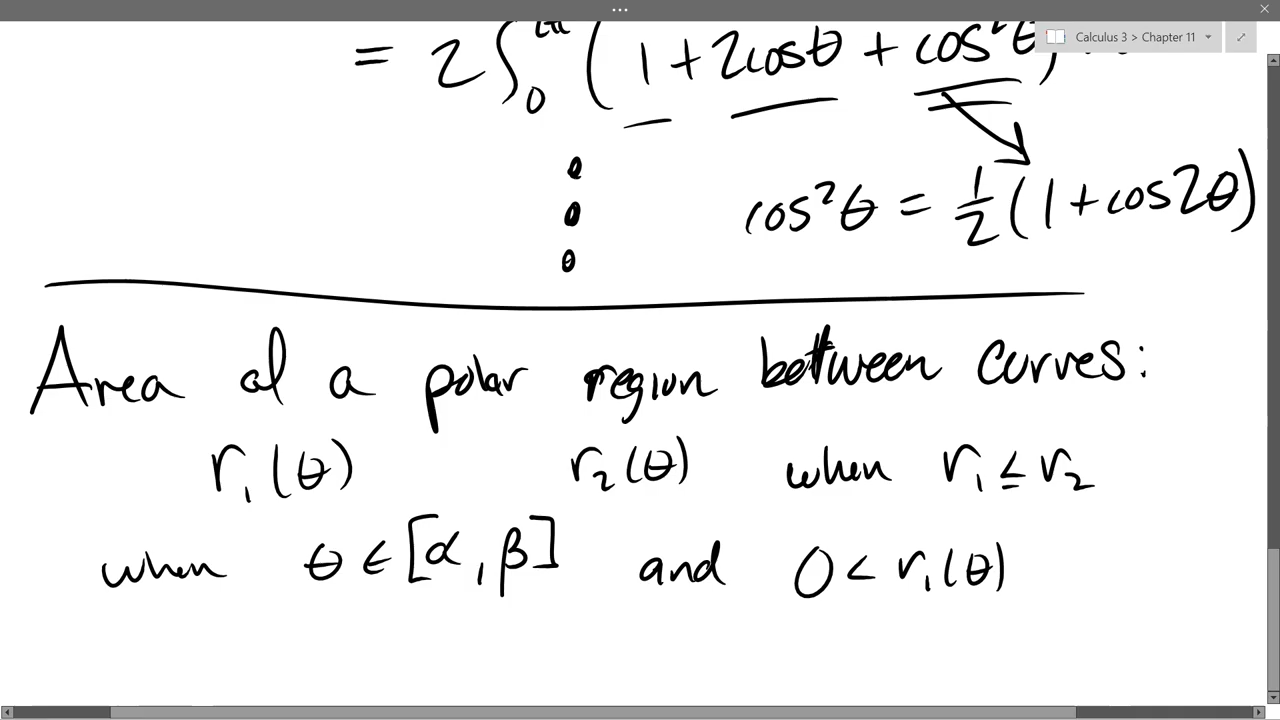 ...
Calculus 3 > Chapter 11
= 2 ∫₀ ( 1 + 2cosθ + cos²θ )
cos²θ = 1/2 (1 + cos2θ)
Area of a polar region between curves:
r₁(θ) r₂(θ) when r₁ ≤ r₂
when θ ∈ [α, β] and 0 < r₁(θ)